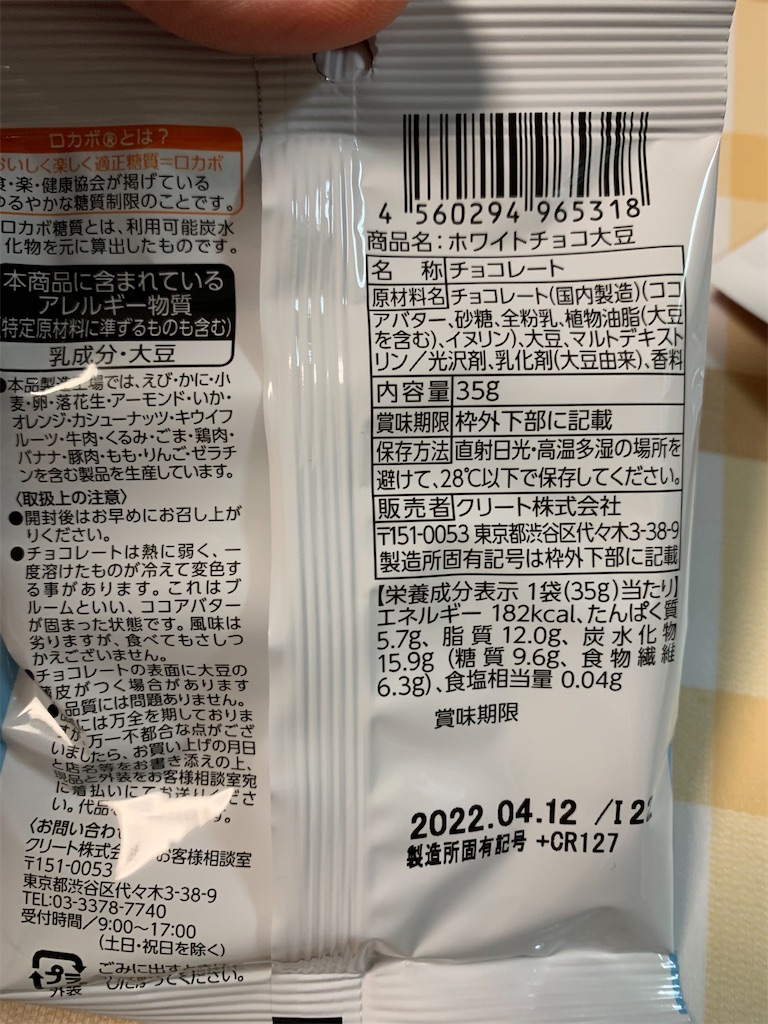 ロカボ®とは?
おいしく楽しく適正糖質=ロカボ
食・楽・健康協会が掲げている
ゆるやかな糖質制限のことです。
ロカボ糖質とは、利用可能炭水
化物を元に算出したものです。
本商品に含まれている
アレルギー物質
(特定原材料に準ずるものも含む)
乳成分・大豆
●本品製造工場では、えび・かに・小
麦・卵・落花生・アーモンド・いか・
オレンジ・カシューナッツ・キウイフ
ルーツ・牛肉・くるみ・ごま・鶏肉・
バナナ・豚肉・もも・りんご・ゼラチ
ンを含む製品を生産しています。
〈取扱上の注意〉
●開封後はお早めにお召し上が
りください。
●チョコレートは熱に弱く、一
度溶けたものが冷えて変色す
る事があります。これはブ
ルームといい、ココアバター
が固まった状態です。風味は
劣りますが、食べてもさしつ
かえございません。
●チョコレートの表面に大豆の
薄皮がつく場合があります
品質には問題ありません。
には万全を期しておりま
すが、万一不都合な点がござ
いましたら、お買い上げの月日
と店名等をお書き添えの上、
現品と外装をお客様相談室宛
に着払いにてお送りくださ
い。代品
〈お問い合わ
クリート株式会 お客様相談室
〒151-0053
東京都渋谷区代々木3-38-9
TEL:03-3378-7740
受付時間/9:00~17:00
(土日・祝日を除く)
プラ
外装
ごみに出すと
してください。
4 560294 965318
商品名:ホワイトチョコ大豆
名 称 チョコレート
原材料名 チョコレート(国内製造)(ココ
アバター、砂糖、全粉乳、植物油脂(大豆
を含む)、イヌリン)、大豆、マルトデキスト
リン/光沢剤、乳化剤(大豆由来)、香料
内容量 35g
賞味期限 枠外下部に記載
保存方法 直射日光・高温多湿の場所を
避けて、28℃以下で保存してください。
販売者 クリート株式会社
〒151-0053 東京都渋谷区代々木3-38-9
製造所固有記号は枠外下部に記載
【栄養成分表示 1袋(35g)当たり】
エネルギー 182kcal、たんぱく質
5.7g、脂質12.0g、炭水化物
15.9g(糖質9.6g、食物繊維
6.3g)、食塩相当量 0.04g
賞味期限
2022.04.12 /I 22
製造所固有記号 +CR127